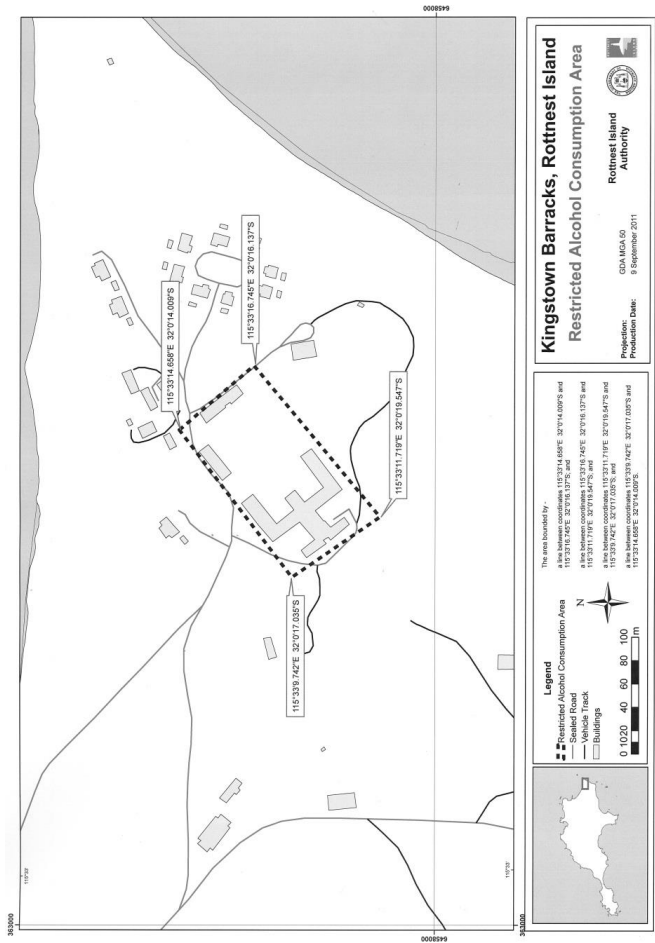 6458000
363000
115°33'
115°33'14.658"E 32°0'14.009"S
115°33'16.745"E 32°0'16.137"S
115°33'9.742"E 32°0'17.035"S
115°33'11.719"E 32°0'19.547"S
115°33'
363000
6458000
Legend
Restricted Alcohol Consumption Area
Sealed Road
Vehicle Track
Buildings
N
0 10 20 40 60 80 100
m
The area bounded by -
a line between coordinates 115°33'14.658"E 32°0'14.009"S and
115°33'16.745"E 32°0'16.137"S; and
a line between coordinates 115°33'16.745"E 32°0'16.137"S and
115°33'11.719"E 32°0'19.547"S; and
a line between coordinates 115°33'11.719"E 32°0'19.547"S and
115°33'9.742"E 32°0'17.035"S; and
a line between coordinates 115°33'9.742"E 32°0'17.035"S and
115°33'14.658"E 32°0'14.009"S.
Kingstown Barracks, Rottnest Island
Restricted Alcohol Consumption Area
Rottnest Island
Authority
Projection: GDA MGA 50
Production Date: 9 September 2011